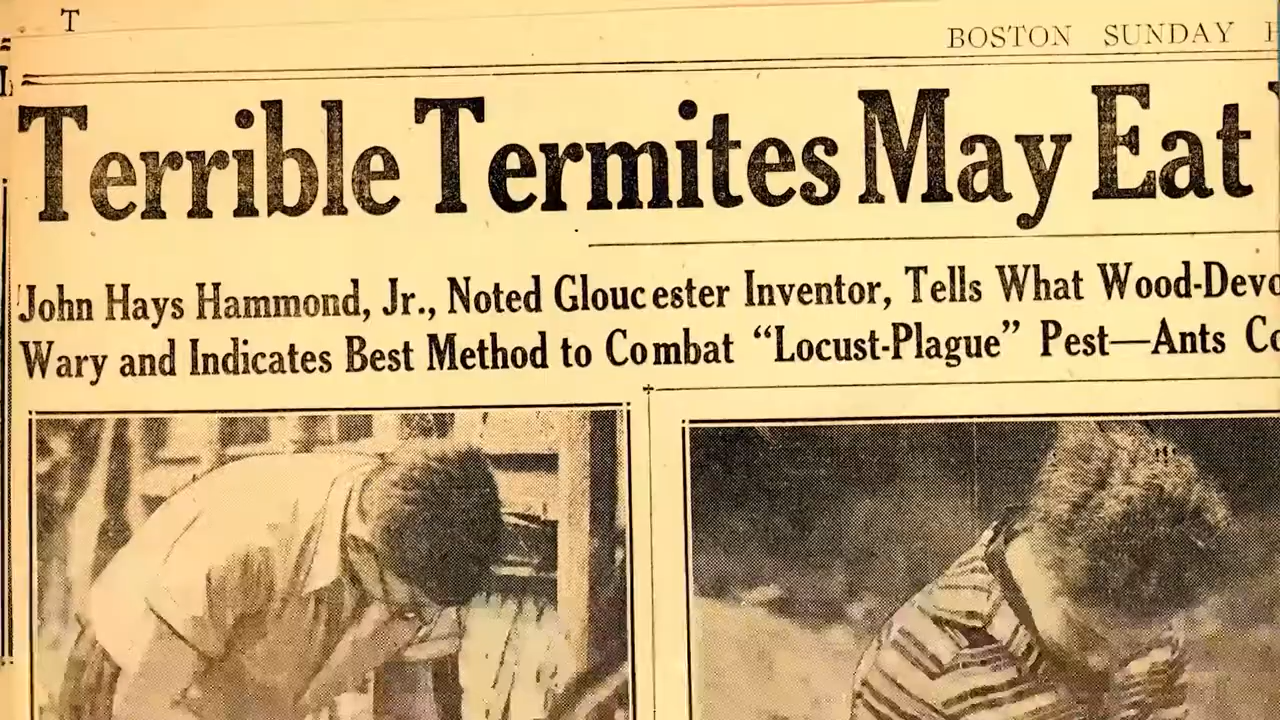 T
BOSTON SUNDAY
Terrible Termites May Eat
John Hays Hammond, Jr., Noted Gloucester Inventor, Tells What Wood-Devo
Wary and Indicates Best Method to Combat “Locust-Plague” Pest—Ants Co